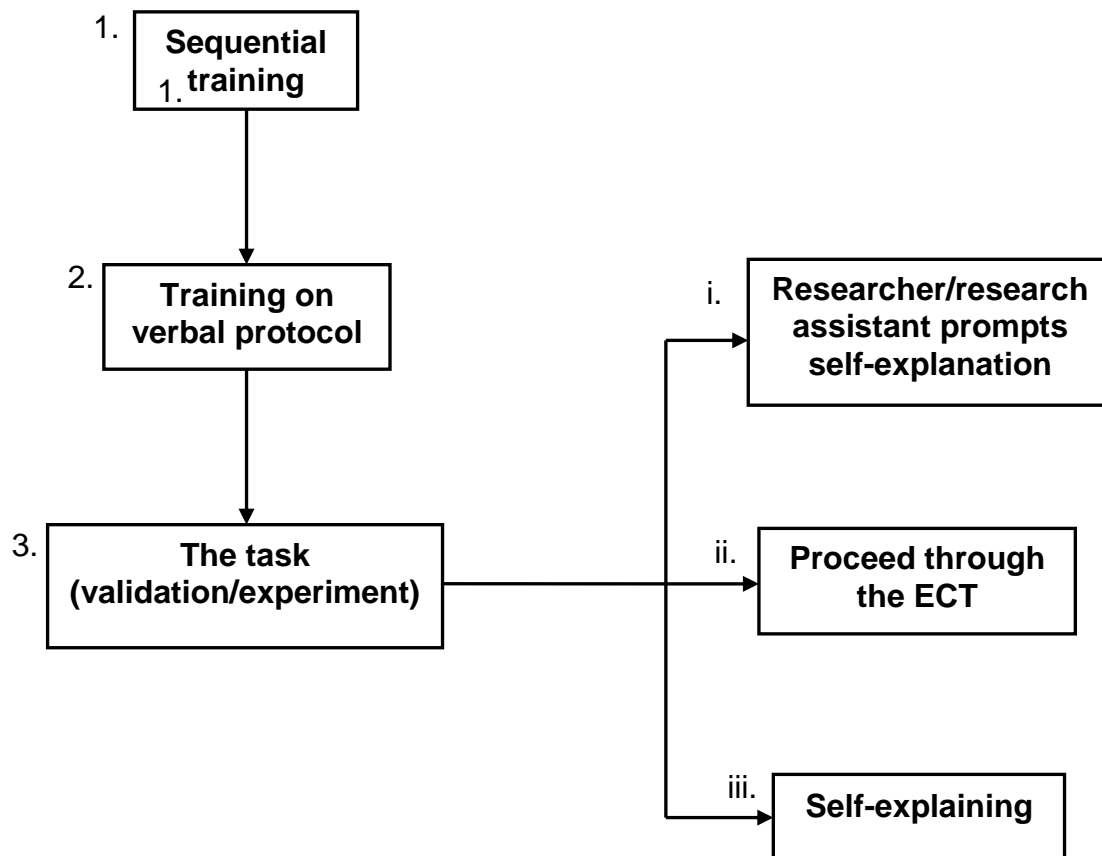 1.
Sequential
training
1.
2.
Training on
verbal protocol
3.
The task
(validation/experiment)
i.
Researcher/research
assistant prompts
self-explanation
ii.
Proceed through
the ECT
iii.
Self-explaining